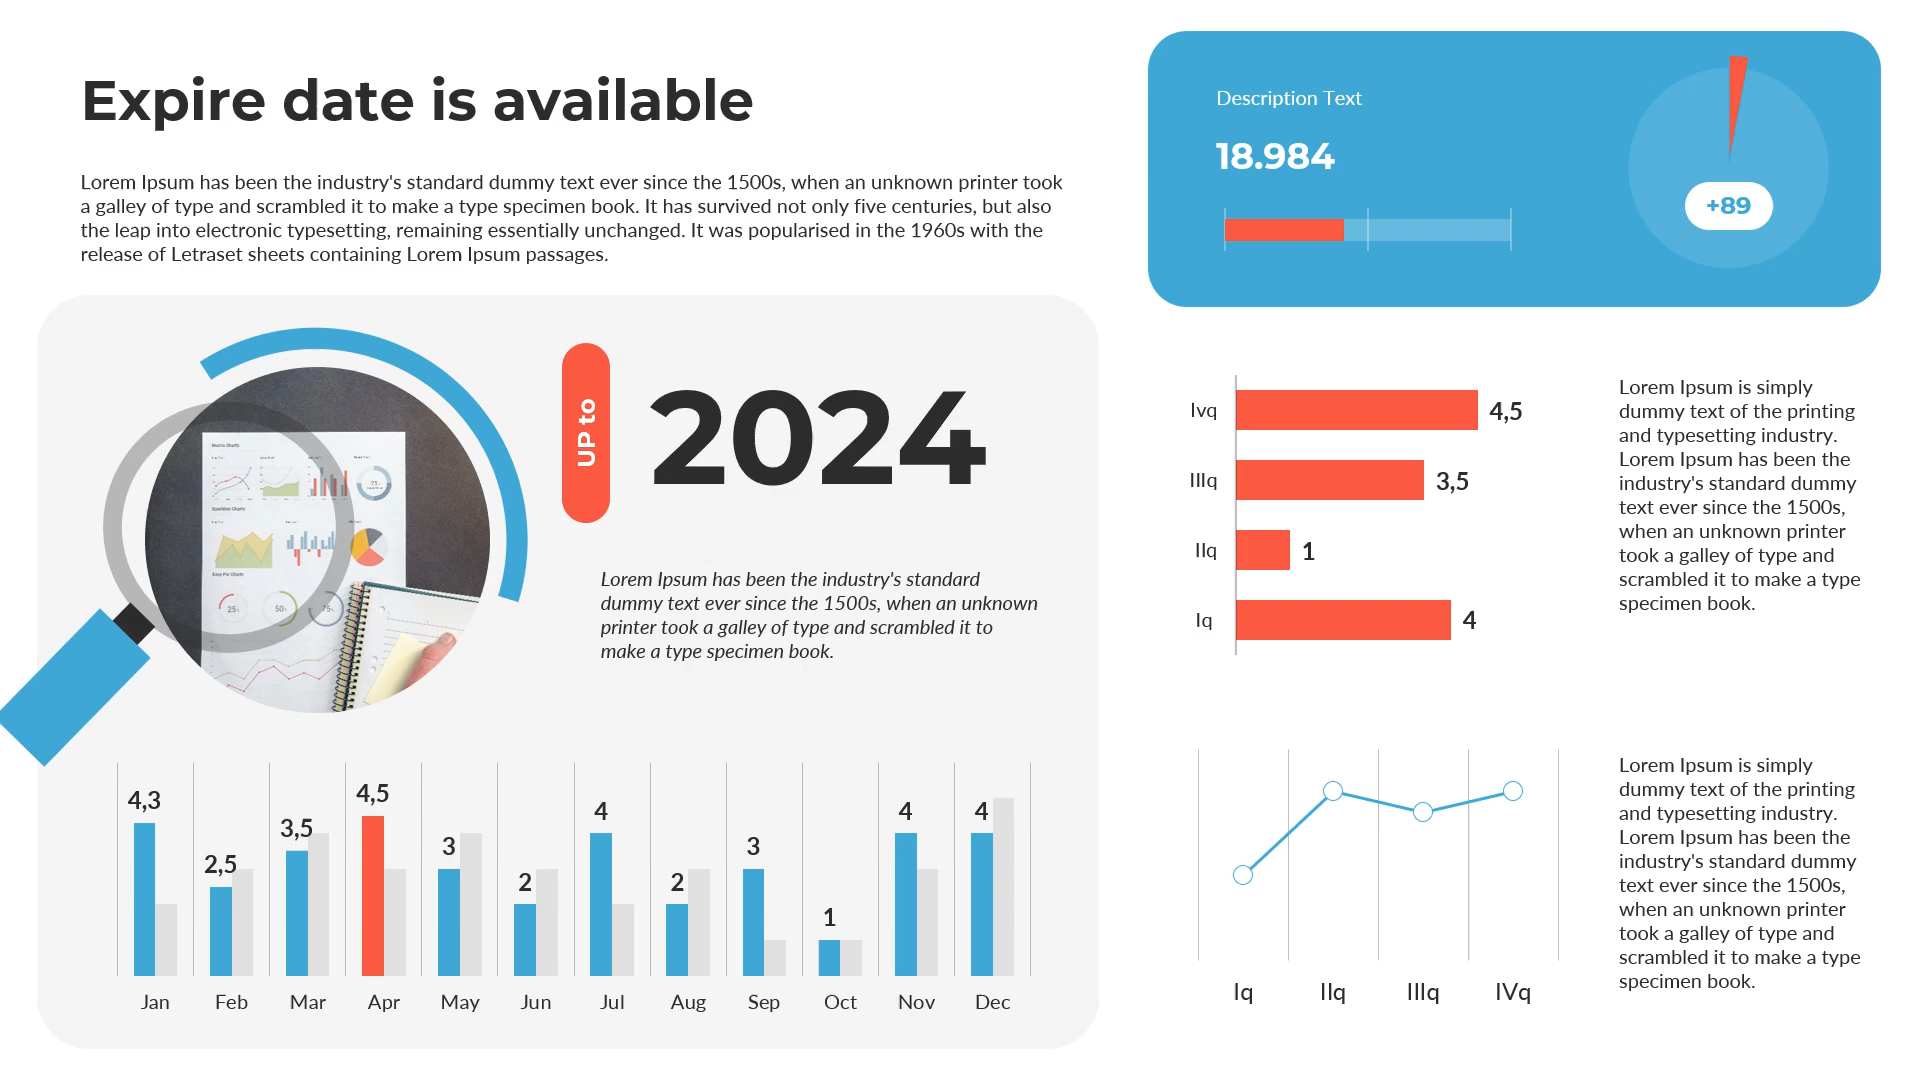 Expire date is available
Lorem Ipsum has been the industry's standard dummy text ever since the 1500s, when an unknown printer took
a galley of type and scrambled it to make a type specimen book. It has survived not only five centuries, but also
the leap into electronic typesetting, remaining essentially unchanged. It was popularised in the 1960s with the
release of Letraset sheets containing Lorem Ipsum passages.
UP to
2024
Lorem Ipsum has been the industry's standard
dummy text ever since the 1500s, when an unknown
printer took a galley of type and scrambled it to
make a type specimen book.
Morris Charts
75%
Sparkline Charts
Easy Pie Charts
25%
50%
75%
4,3
2,5
3,5
4,5
3
2
4
2
3
1
4
4
Jan
Feb
Mar
Apr
May
Jun
Jul
Aug
Sep
Oct
Nov
Dec
Description Text
18.984
+89
Ivq
4,5
IIIq
3,5
IIq
1
Iq
4
Lorem Ipsum is simply
dummy text of the printing
and typesetting industry.
Lorem Ipsum has been the
industry's standard dummy
text ever since the 1500s,
when an unknown printer
took a galley of type and
scrambled it to make a type
specimen book.
Iq
IIq
IIIq
IVq
Lorem Ipsum is simply
dummy text of the printing
and typesetting industry.
Lorem Ipsum has been the
industry's standard dummy
text ever since the 1500s,
when an unknown printer
took a galley of type and
scrambled it to make a type
specimen book.